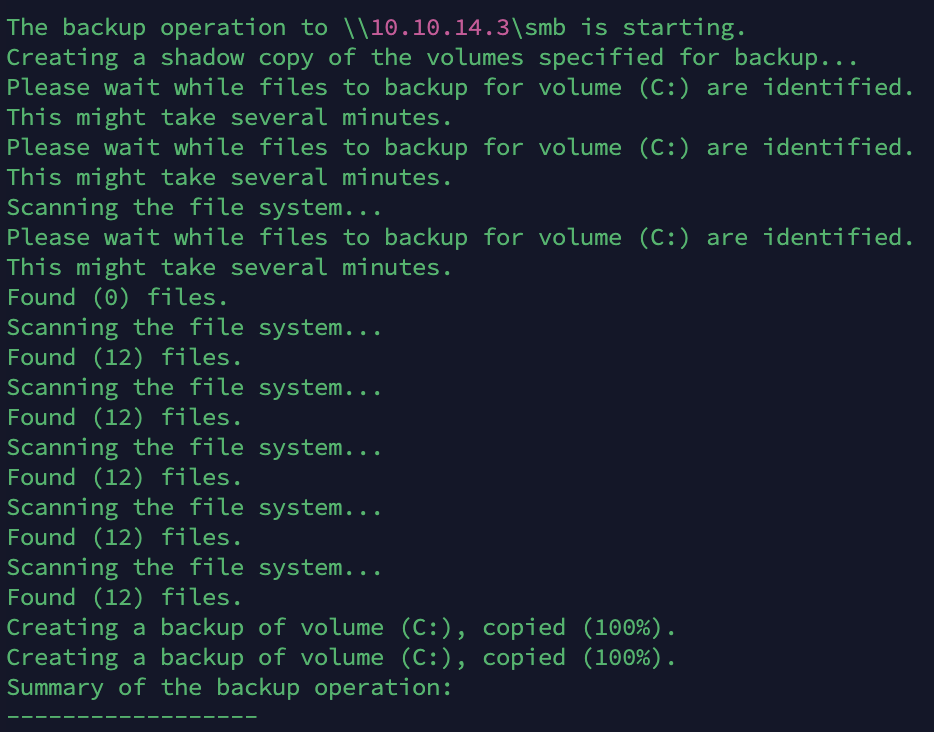 The backup operation to \\10.10.14.3\smb is starting.
Creating a shadow copy of the volumes specified for backup...
Please wait while files to backup for volume (C:) are identified.
This might take several minutes.
Please wait while files to backup for volume (C:) are identified.
This might take several minutes.
Scanning the file system...
Please wait while files to backup for volume (C:) are identified.
This might take several minutes.
Found (0) files.
Scanning the file system...
Found (12) files.
Scanning the file system...
Found (12) files.
Scanning the file system...
Found (12) files.
Scanning the file system...
Found (12) files.
Scanning the file system...
Found (12) files.
Creating a backup of volume (C:), copied (100%).
Creating a backup of volume (C:), copied (100%).
Summary of the backup operation:
------------------